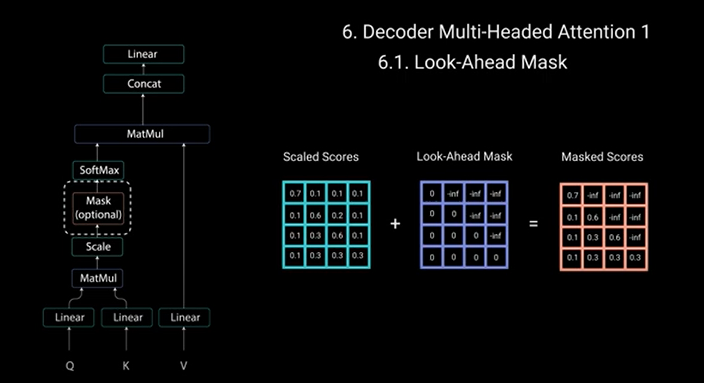 6. Decoder Multi-Headed Attention 1
6.1. Look-Ahead Mask
Linear
Concat
MatMul
SoftMax
Mask
(optional)
Scale
MatMul
Linear Linear Linear
Q K V
Scaled Scores
0.7 0.1 0.1 0.1
0.1 0.6 0.2 0.1
0.1 0.3 0.6 0.1
0.1 0.3 0.3 0.3
+
Look-Ahead Mask
0 -inf -inf -inf
0 0 -inf -inf
0 0 0 -inf
0 0 0 0
=
Masked Scores
0.7 -inf -inf -inf
0.1 0.6 -inf -inf
0.1 0.3 0.6 -inf
0.1 0.3 0.3 0.3